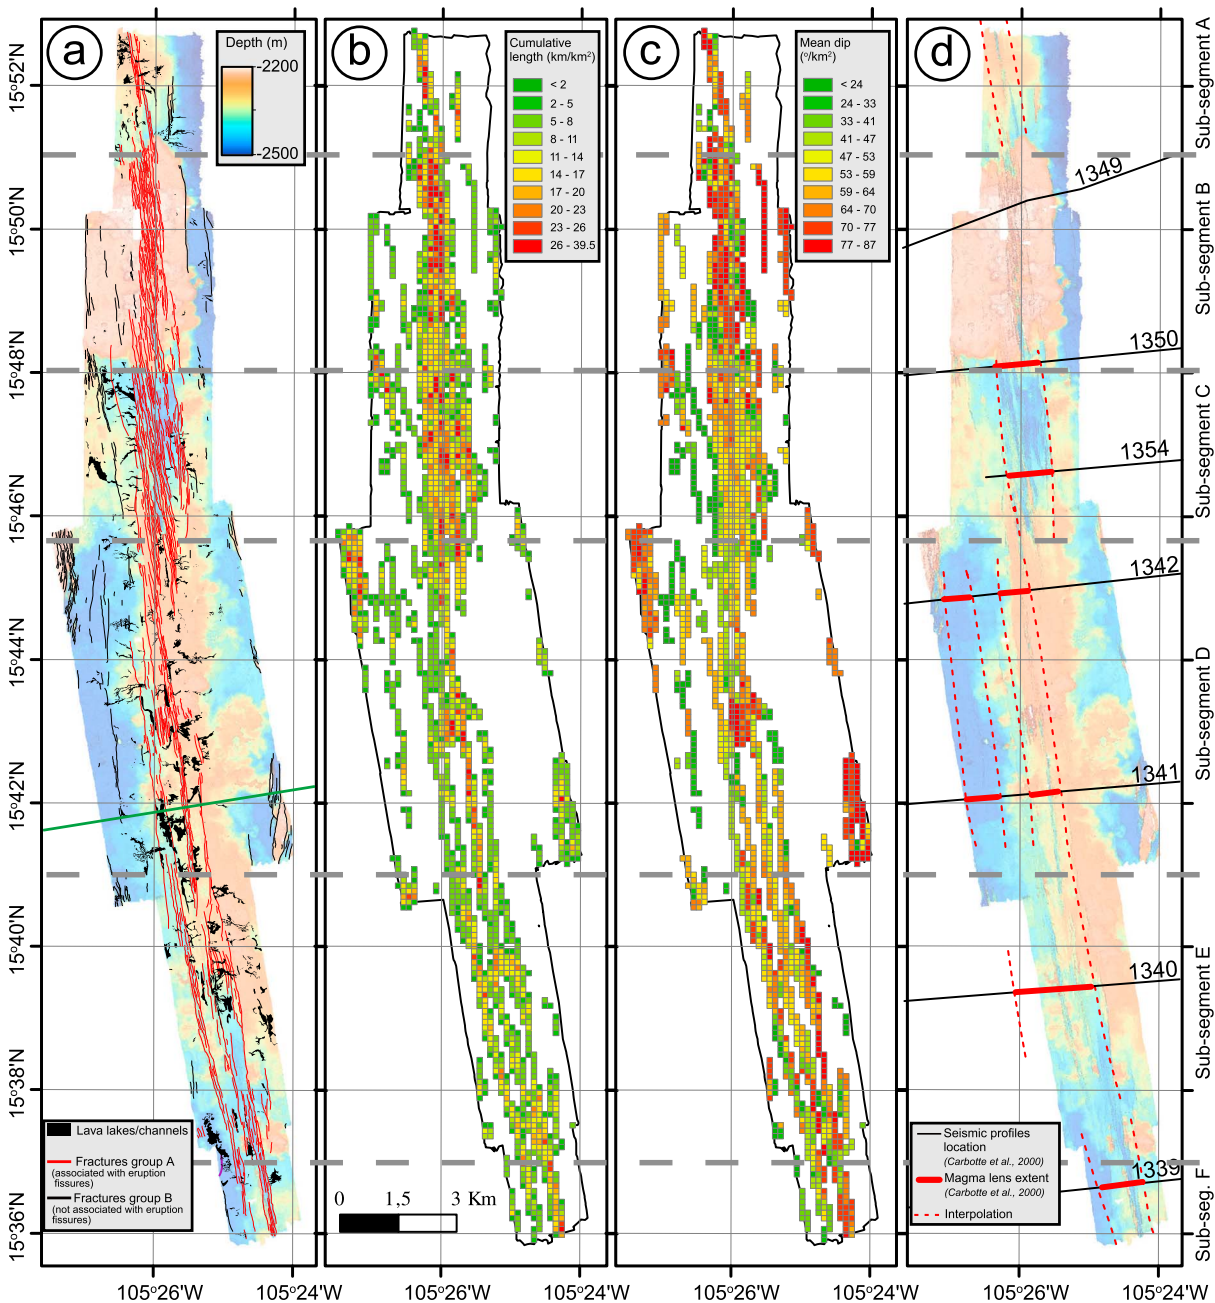 a
b
c
d
Depth (m)
-2200
-2500
Cumulative
length (km/km²)
< 2
2 - 5
5 - 8
8 - 11
11 - 14
14 - 17
17 - 20
20 - 23
23 - 26
26 - 39.5
Mean dip
(°/km²)
< 24
24 - 33
33 - 41
41 - 47
47 - 53
53 - 59
59 - 64
64 - 70
70 - 77
77 - 87
15°52'N
15°50'N
15°48'N
15°46'N
15°44'N
15°42'N
15°40'N
15°38'N
15°36'N
1349
1350
1354
1342
1341
1340
1339
Sub-segment A
Sub-segment B
Sub-segment C
Sub-segment D
Sub-segment E
Sub-seg. F
Lava lakes/channels
Fractures group A
(associated with eruption
fissures)
Fractures group B
(not associated with eruption
fissures)
0 1,5 3 Km
Seismic profiles
location
(Carbotte et al., 2000)
Magma lens extent
(Carbotte et al., 2000)
Interpolation
105°26'W 105°24'W 105°26'W 105°24'W 105°26'W 105°24'W 105°26'W 105°24'W